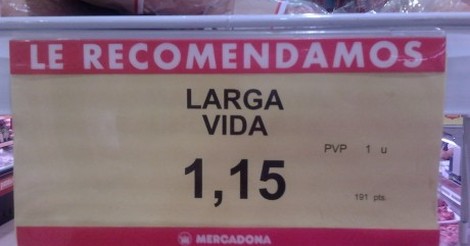 LE RECOMENDAMOS
LARGA
VIDA
PVP 1 u
1,15
191 pts.
MERCADONA